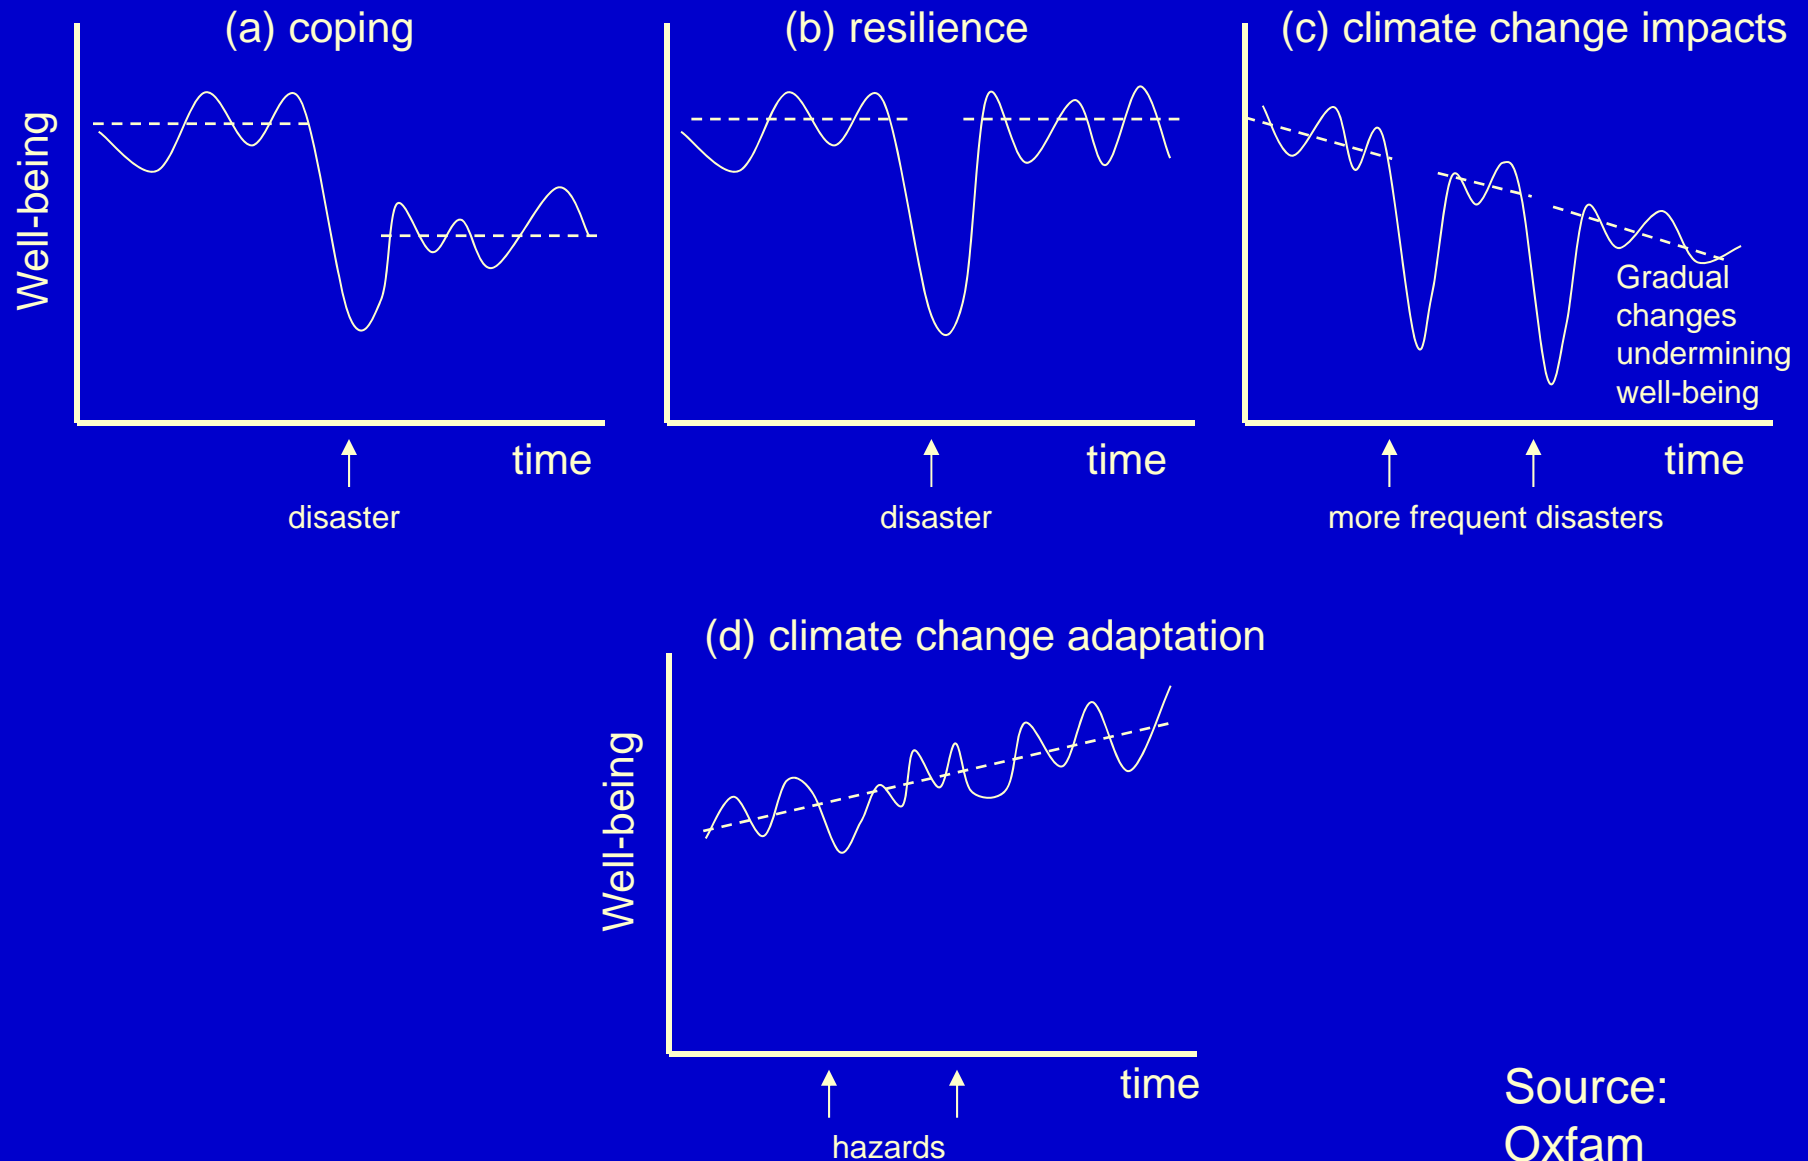 (a) coping
Well-being
time
disaster
(b) resilience
time
disaster
(c) climate change impacts
Gradual
changes
undermining
well-being
time
more frequent disasters
(d) climate change adaptation
Well-being
time
hazards
Source:
Oxfam